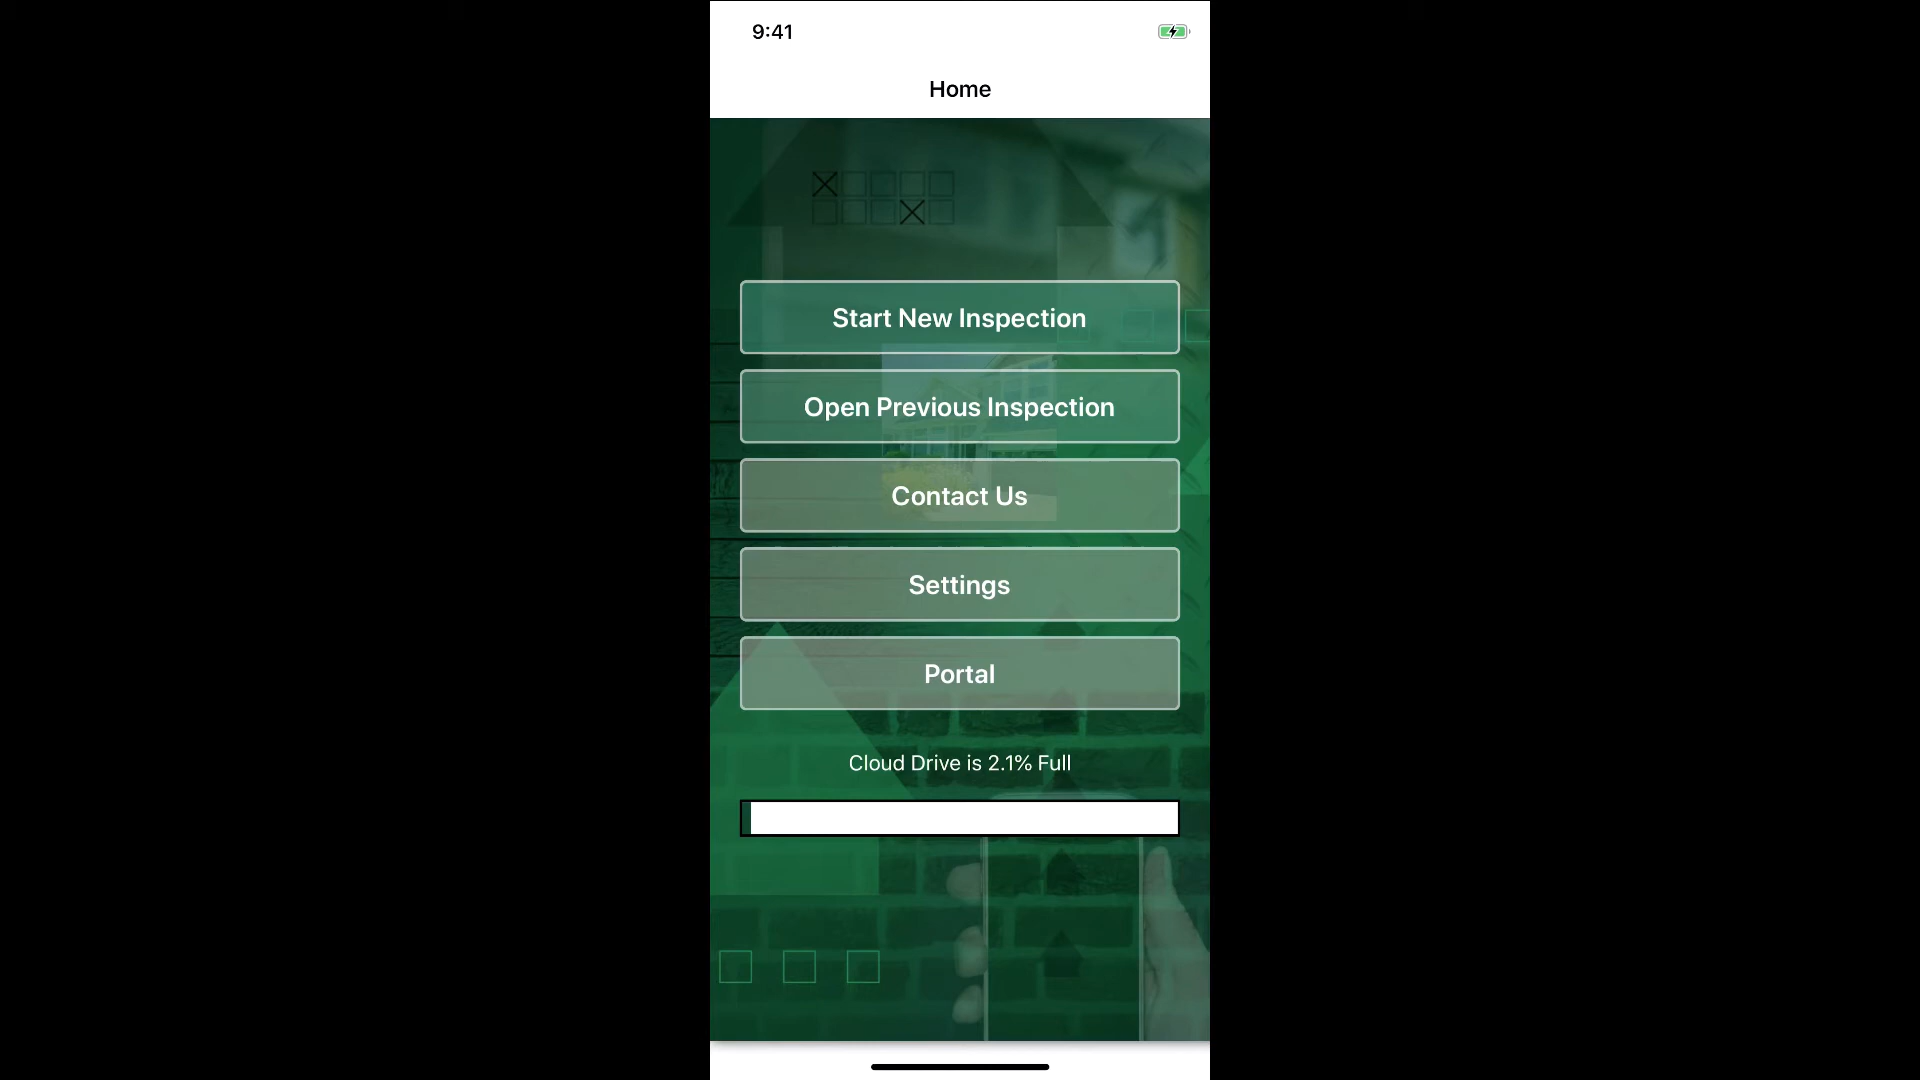 9:41
Home
Start New Inspection
Open Previous Inspection
Contact Us
Settings
Portal
Cloud Drive is 2.1% Full